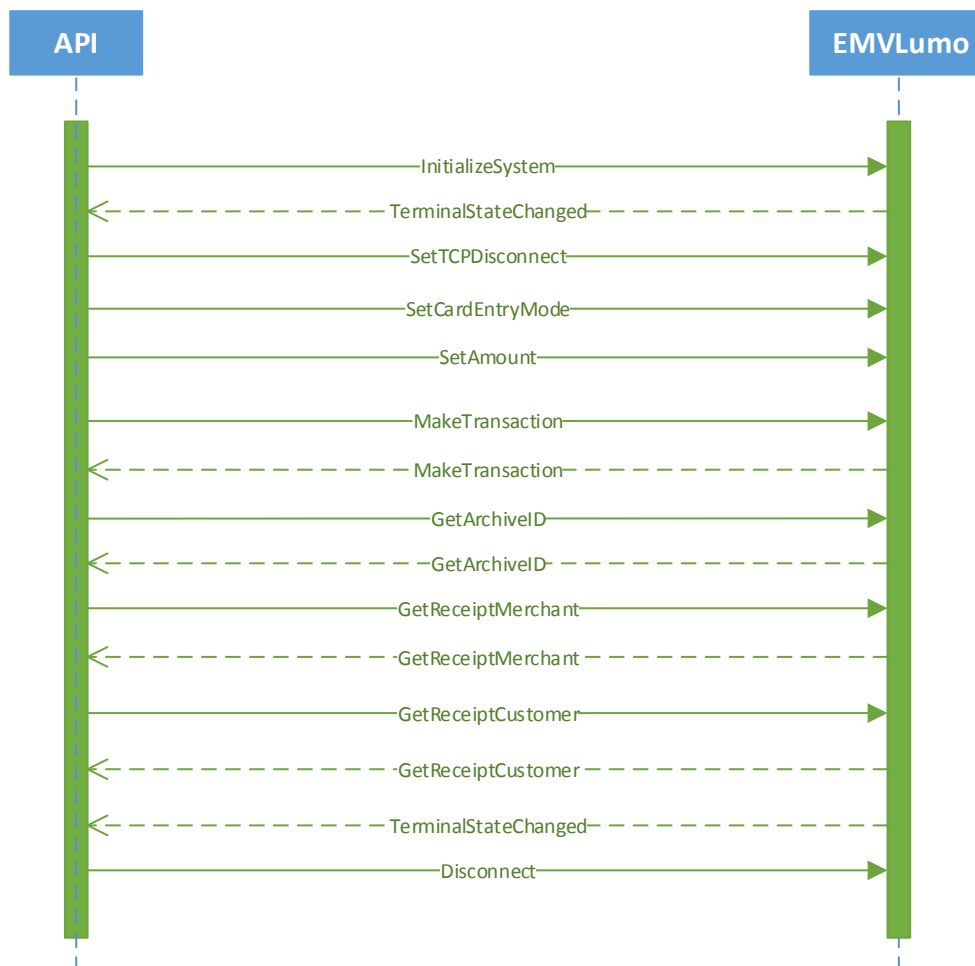 API
EMVLumo
InitializeSystem
TerminalStateChanged
SetTCPDisconnect
SetCardEntryMode
SetAmount
MakeTransaction
MakeTransaction
GetArchiveID
GetArchiveID
GetReceiptMerchant
GetReceiptMerchant
GetReceiptCustomer
GetReceiptCustomer
TerminalStateChanged
Disconnect